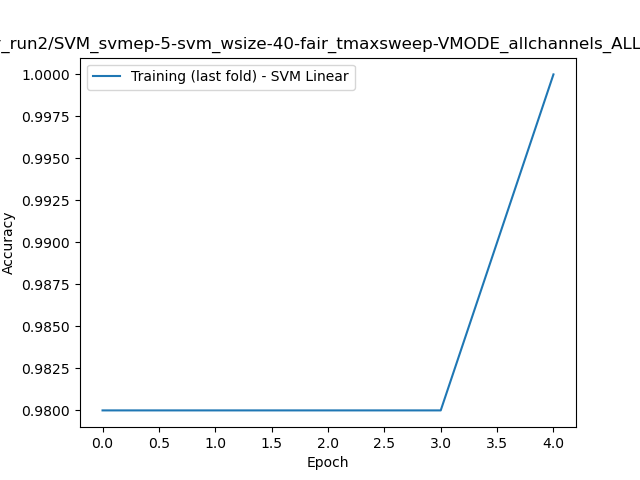 _run2/SVM_svmep-5-svm_wsize-40-fair_tmaxsweep-VMODE_allchannels_ALL
Training (last fold) - SVM Linear
1.0000
0.9975
0.9950
0.9925
0.9900
0.9875
0.9850
0.9825
0.9800
Accuracy
0.0 0.5 1.0 1.5 2.0 2.5 3.0 3.5 4.0
Epoch